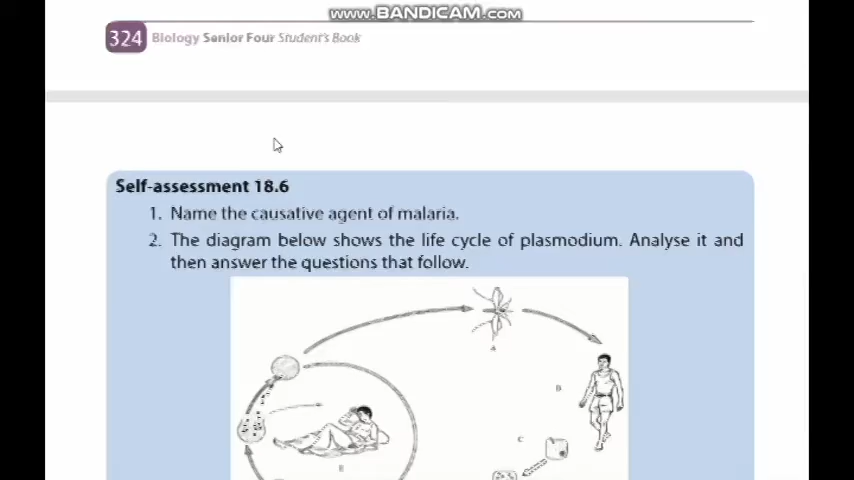 www.BANDICAM.com
324 Biology Senior Four Student's Book
Self-assessment 18.6
1. Name the causative agent of malaria.
2. The diagram below shows the life cycle of plasmodium. Analyse it and
then answer the questions that follow.
A
B
C
E